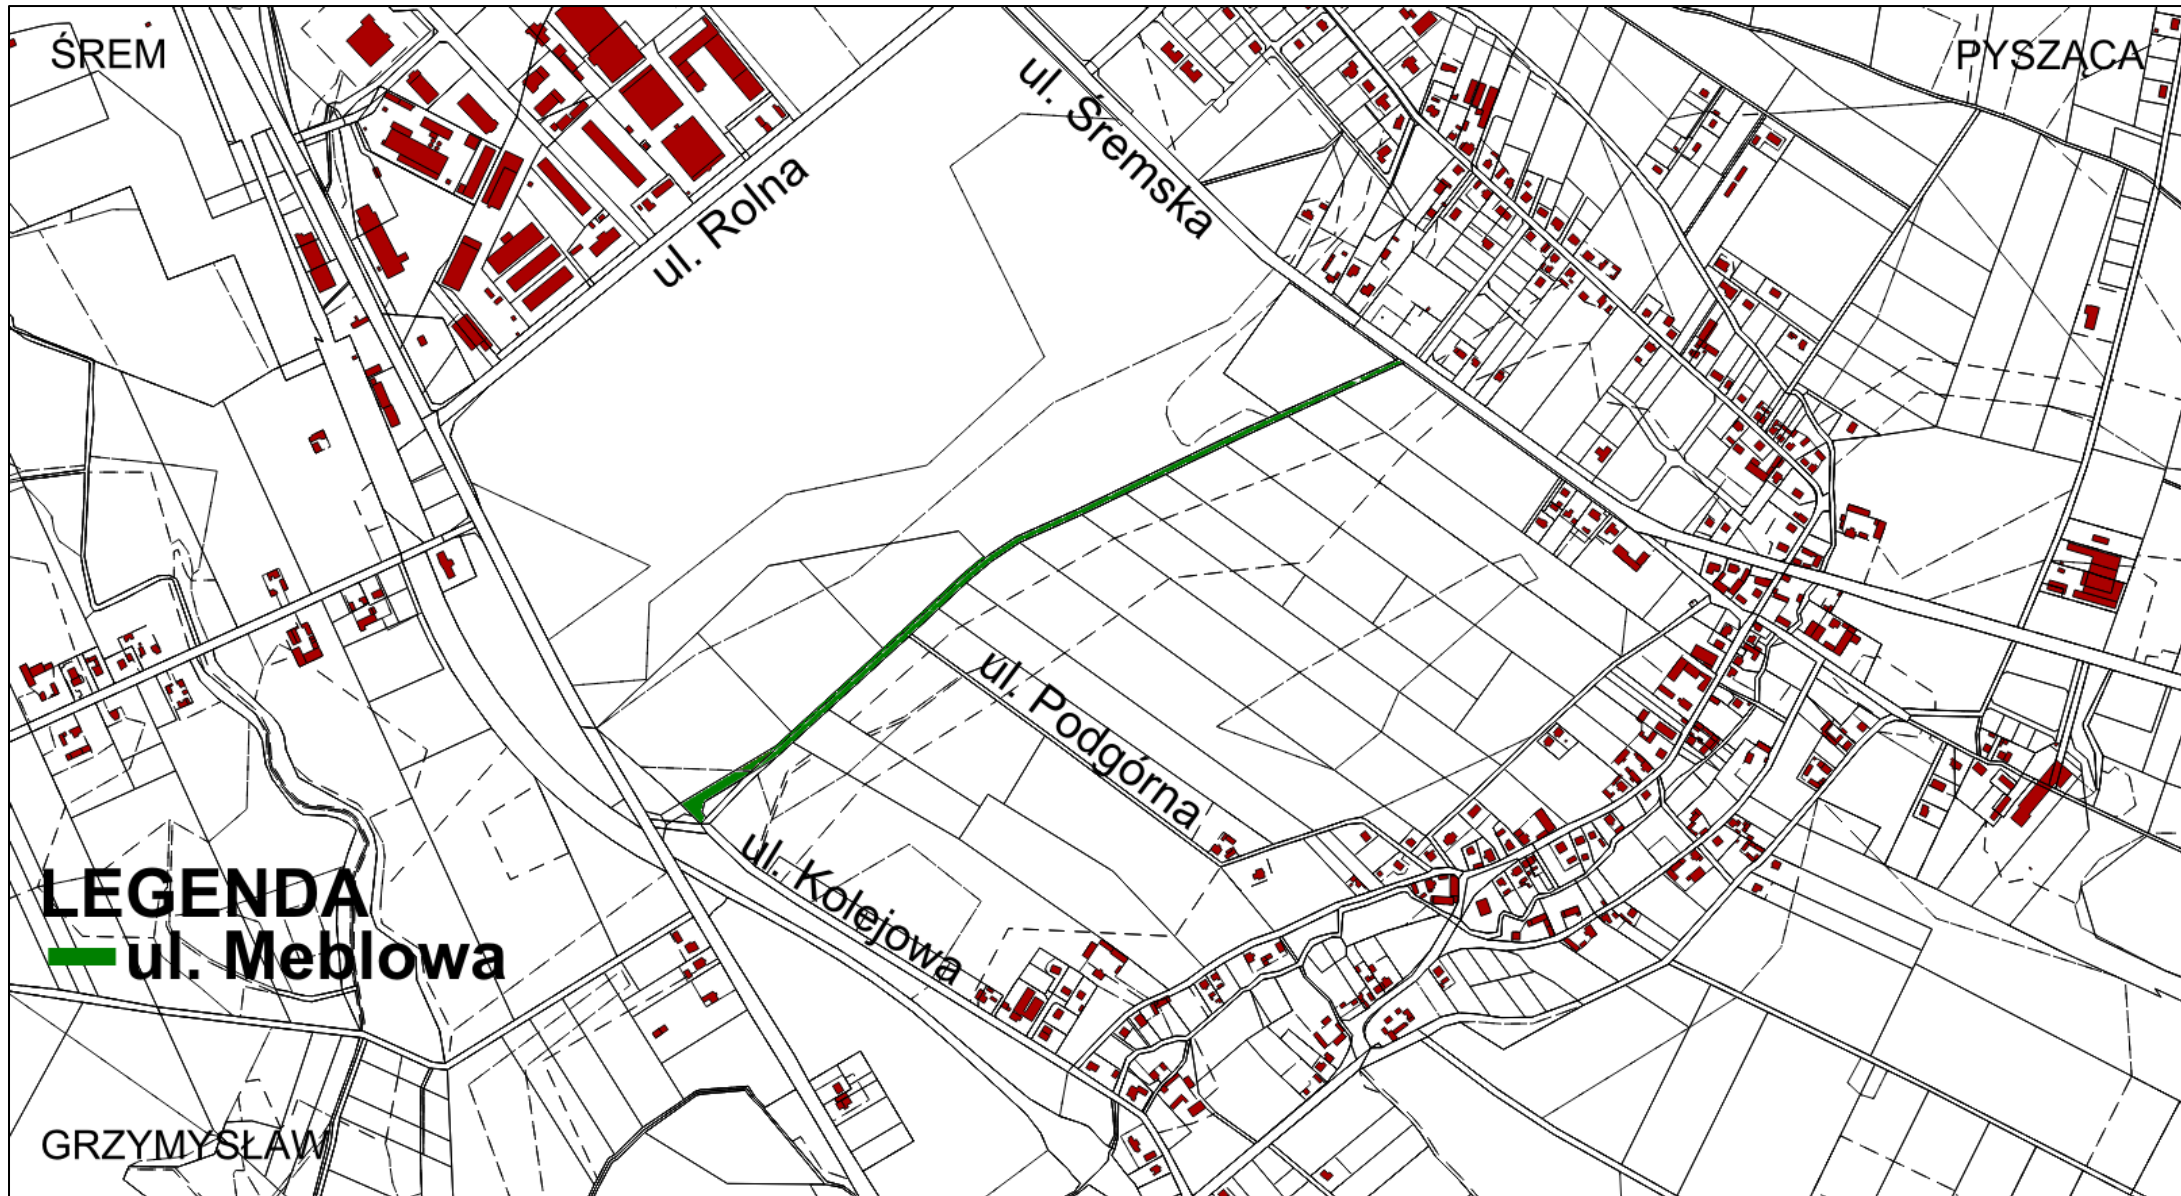 ŚREM
PYSZĄCA
ul. Śremska
ul. Rolna
ul. Podgórna
ul. Kolejowa
LEGENDA
ul. Meblowa
GRZYMYSŁAW